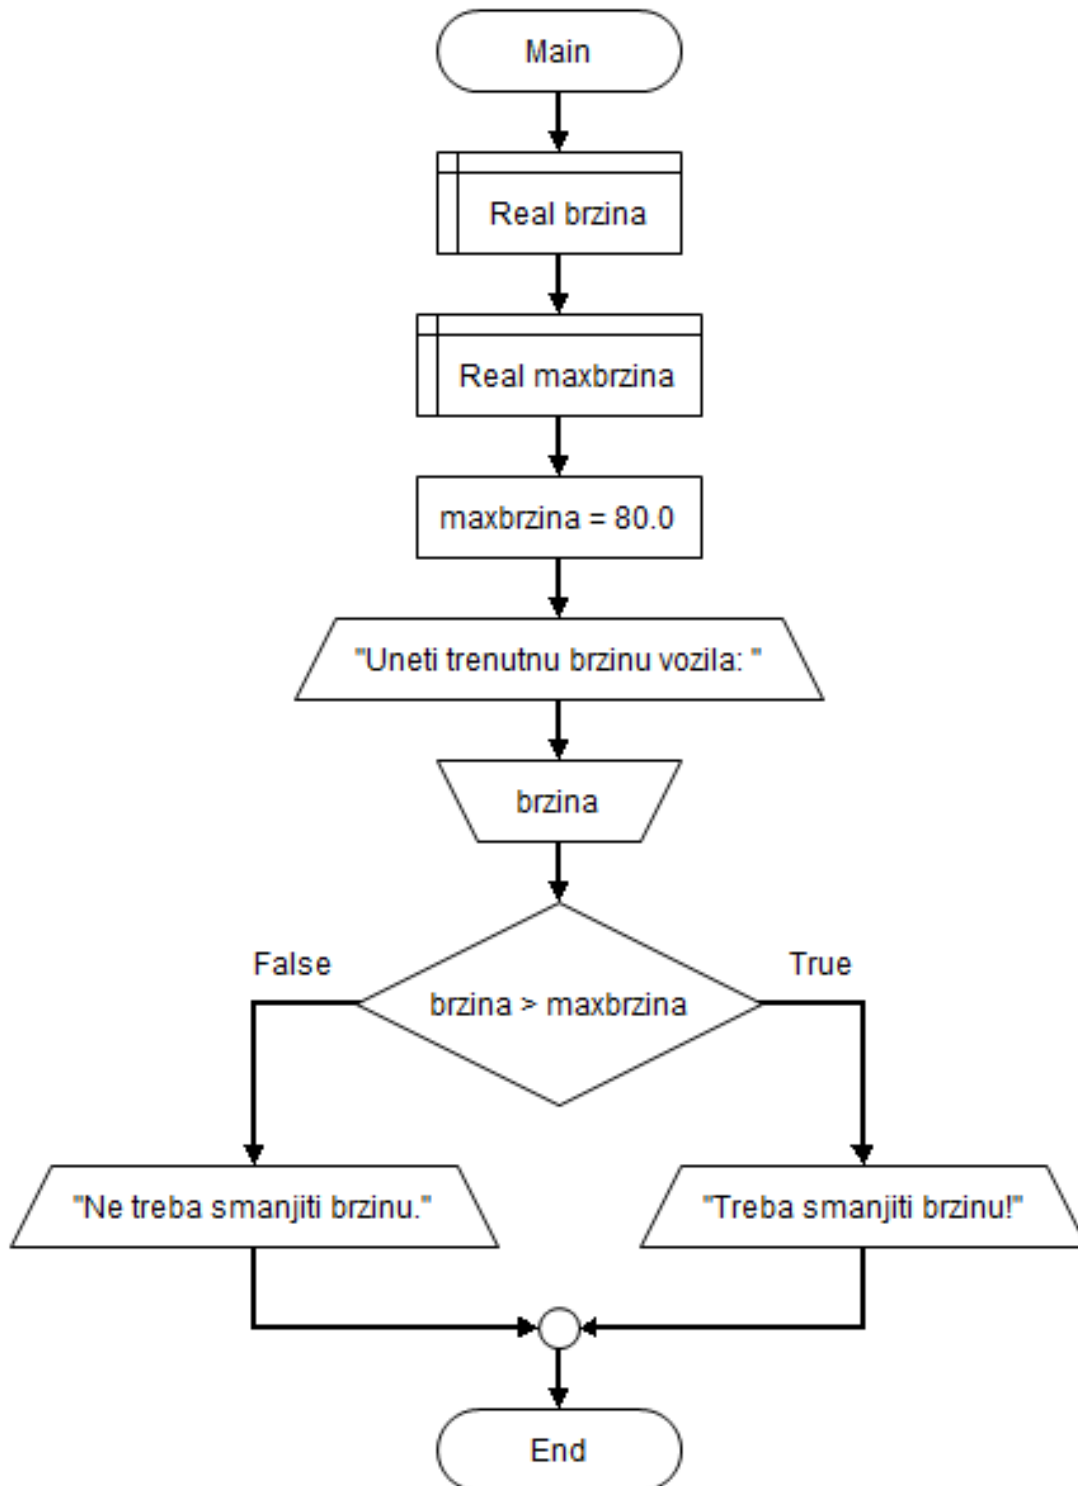 Main
Real brzina
Real maxbrzina
maxbrzina = 80.0
"Uneti trenutnu brzinu vozila: "
brzina
False
True
brzina > maxbrzina
"Ne treba smanjiti brzinu."
"Treba smanjiti brzinu!"
End